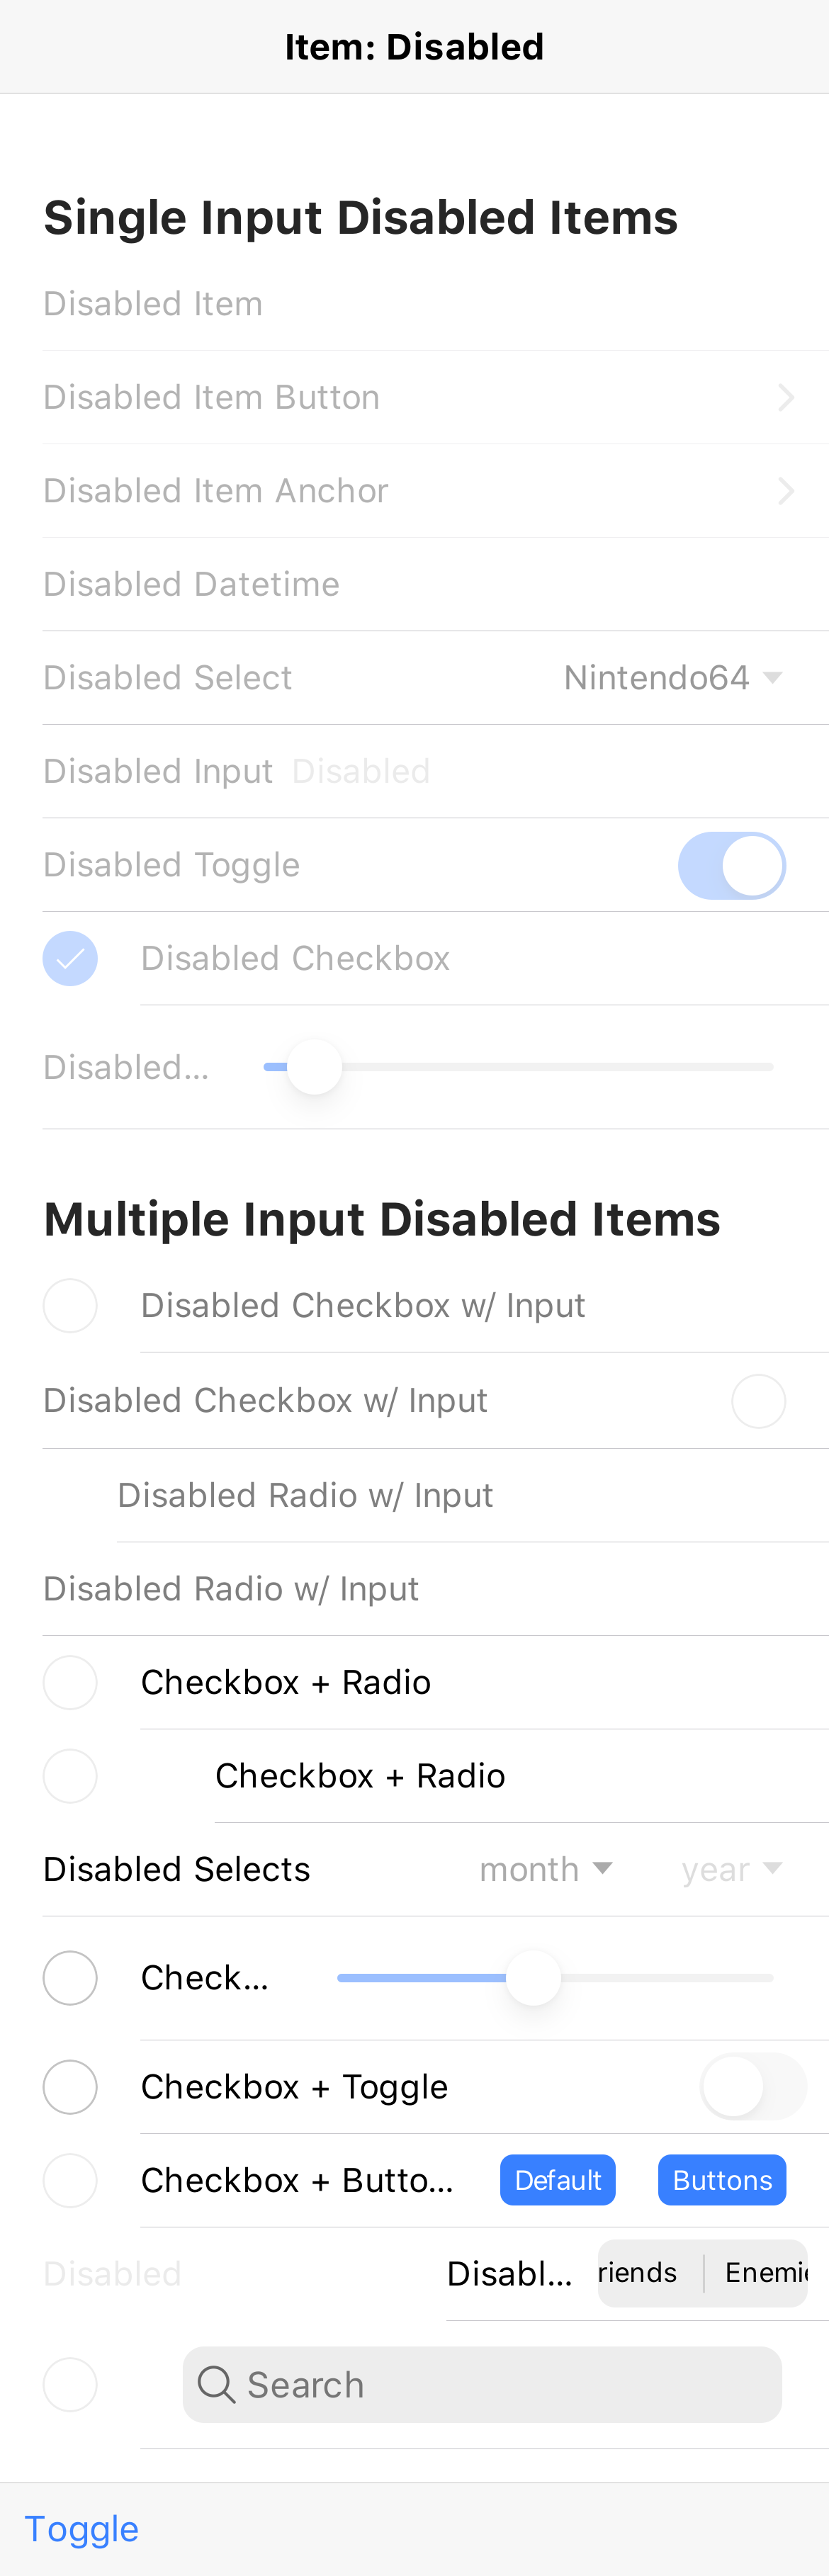 Item: Disabled
Single Input Disabled Items
Disabled Item
Disabled Item Button
Disabled Item Anchor
Disabled Datetime
Disabled Select Nintendo64
Disabled Input Disabled
Disabled Toggle
Disabled Checkbox
Disabled...
Multiple Input Disabled Items
Disabled Checkbox w/ Input
Disabled Checkbox w/ Input
Disabled Radio w/ Input
Disabled Radio w/ Input
Checkbox + Radio
Checkbox + Radio
Disabled Selects month year
Check...
Checkbox + Toggle
Checkbox + Butto... Default Buttons
Disabled Disabl... riends Enemie
Search
Toggle